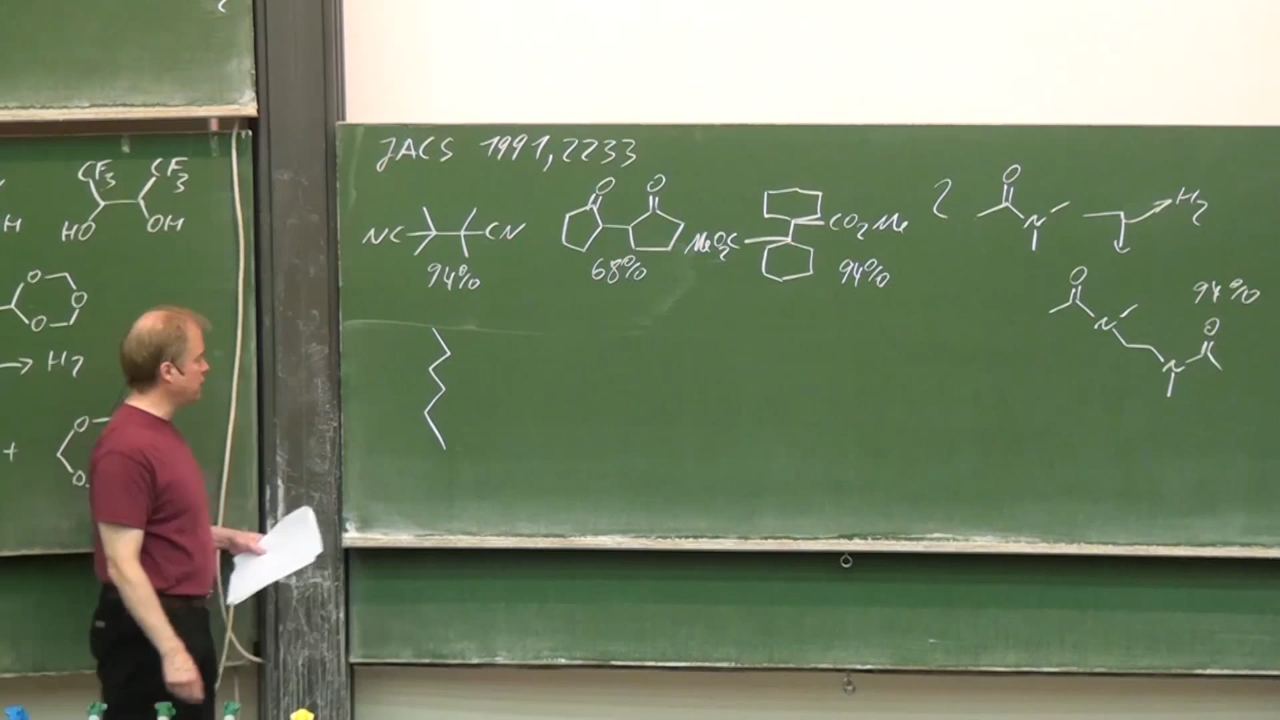 JACS 1991, 2233
CF3 CF3
HO OH
H
NC CN
94%
O O
68%
MeO2C CO2Me
94%
2 O N H2
O O O
H2
O N N O
94%
+ O O